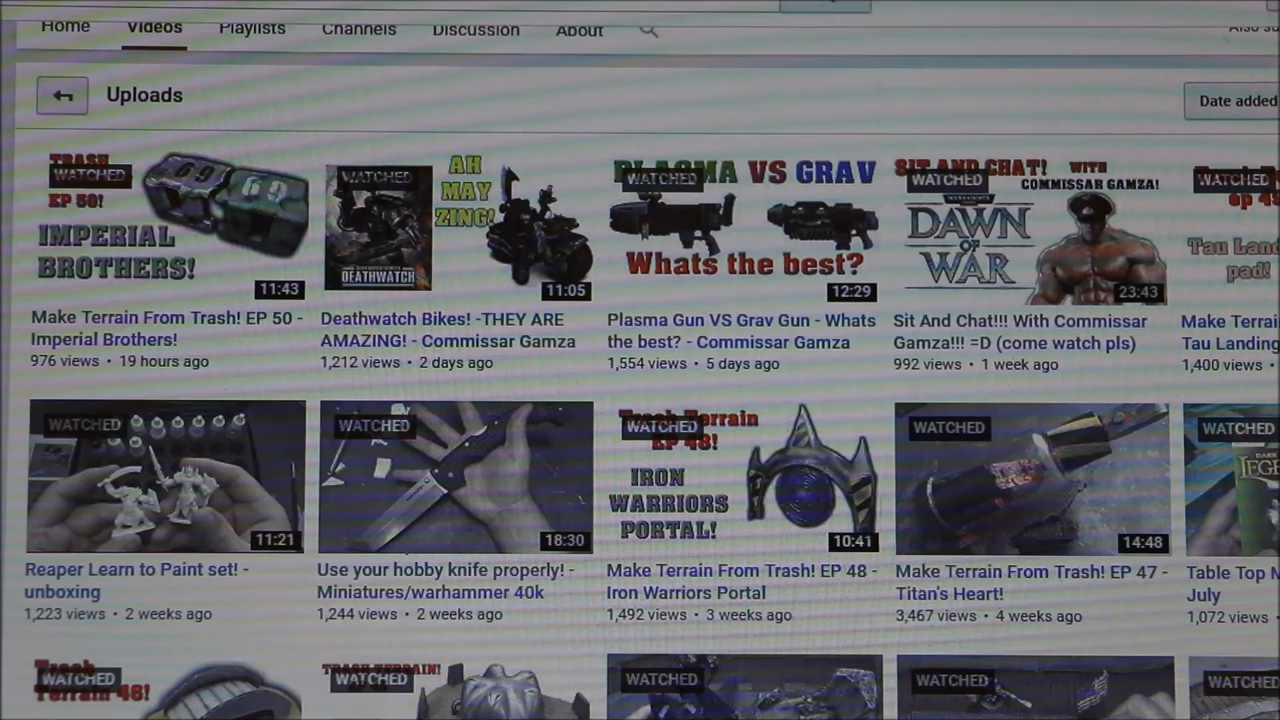 Home Videos Playlists Channels Discussion About
Uploads
Date added
TRASH
WATCHED
EP 50!
IMPERIAL
BROTHERS!
69 69
11:43
WATCHED
DEATHWATCH
AH
MAY
ZING!
11:05
PLASMA VS GRAV
WATCHED
Whats the best?
12:29
SIT AND CHAT! WITH
WATCHED
COMMISSAR GAMZA!
DAWN
OF
WAR
23:43
WATCHED
Tau Land
pad!
Make Terrain From Trash! EP 50 -
Imperial Brothers!
976 views • 19 hours ago
Deathwatch Bikes! -THEY ARE
AMAZING! - Commissar Gamza
1,212 views • 2 days ago
Plasma Gun VS Grav Gun - Whats
the best? - Commissar Gamza
1,554 views • 5 days ago
Sit And Chat!!! With Commissar
Gamza!!! =D (come watch pls)
992 views • 1 week ago
Make Terrai
Tau Landing
1,400 views •
WATCHED
11:21
WATCHED
18:30
Trash Terrain
WATCHED
EP 48!
IRON
WARRIORS
PORTAL!
10:41
WATCHED
14:48
WATCHED
Reaper Learn to Paint set! -
unboxing
1,223 views • 2 weeks ago
Use your hobby knife properly! -
Miniatures/warhammer 40k
1,244 views • 2 weeks ago
Make Terrain From Trash! EP 48 -
Iron Warriors Portal
1,492 views • 3 weeks ago
Make Terrain From Trash! EP 47 -
Titan's Heart!
3,467 views • 4 weeks ago
Table Top M
July
1,072 views •
Trash
WATCHED
Terrain 46!
TRASH TERRAIN!
WATCHED
WATCHED
WATCHED
WATCHED